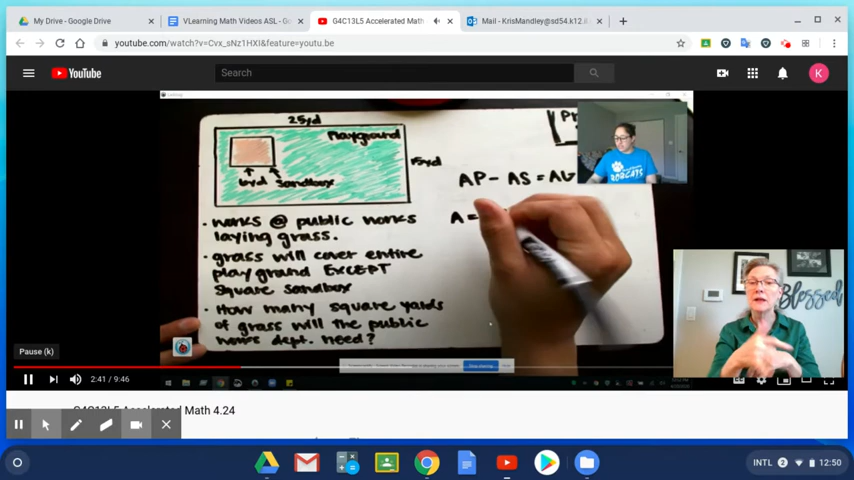 My Drive - Google Drive
VLearning Math Videos ASL - Go
G4C13L5 Accelerated Math
Mail - KrisMandley@sd54.k12.il
youtube.com/watch?v=Cvx_sNz1HXI&feature=youtu.be
YouTube
Search
K
25yd
Playground
15yd
6yd Sandbox
AP - AS = AG
A =
• works @ public works
laying grass.
• grass will cover entire
playground EXCEPT
square sandbox
• How many square yards
of grass will the public
works dept. need?
BOBCATS
Blessed
Pause (k)
2:41 / 9:46
G4C13L5 Accelerated Math 4.24
INTL 2 12:50